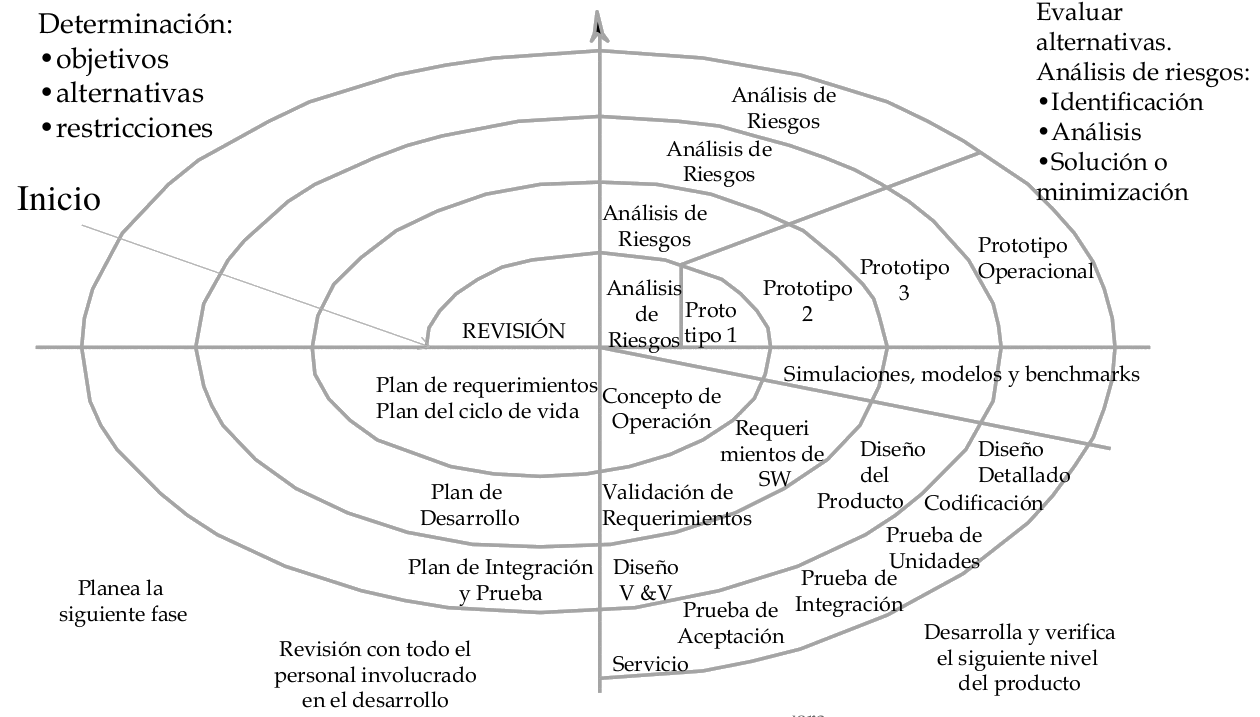 Determinación:
•objetivos
•alternativas
•restricciones
Inicio
Evaluar
alternativas.
Análisis de riesgos:
•Identificación
•Análisis
•Solución o
minimización
Análisis de
Riesgos
Análisis de
Riesgos
Análisis de
Riesgos
Análisis
de
Riesgos
Proto
tipo 1
Prototipo
2
Prototipo
3
Prototipo
Operacional
REVISIÓN
Plan de requerimientos
Plan del ciclo de vida
Concepto de
Operación
Simulaciones, modelos y benchmarks
Requeri
mientos de
SW
Diseño
del
Producto
Diseño
Detallado
Plan de
Desarrollo
Validación de
Requerimientos
Codificación
Prueba de
Unidades
Plan de Integración
y Prueba
Diseño
V &V
Prueba de
Integración
Prueba de
Aceptación
Servicio
Planea la
siguiente fase
Revisión con todo el
personal involucrado
en el desarrollo
Desarrolla y verifica
el siguiente nivel
del producto